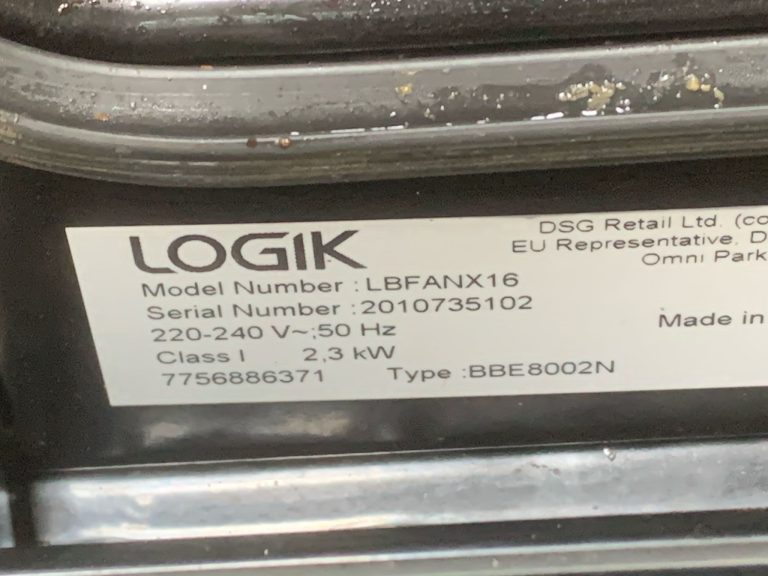 LOGIK
Model Number : LBFANX16
Serial Number : 2010735102
220-240 V~;50 Hz
Class I 2,3 kW
7756886371 Type :BBE8002N
DSG Retail Ltd. (co
EU Representative, D
Omni Park
Made in